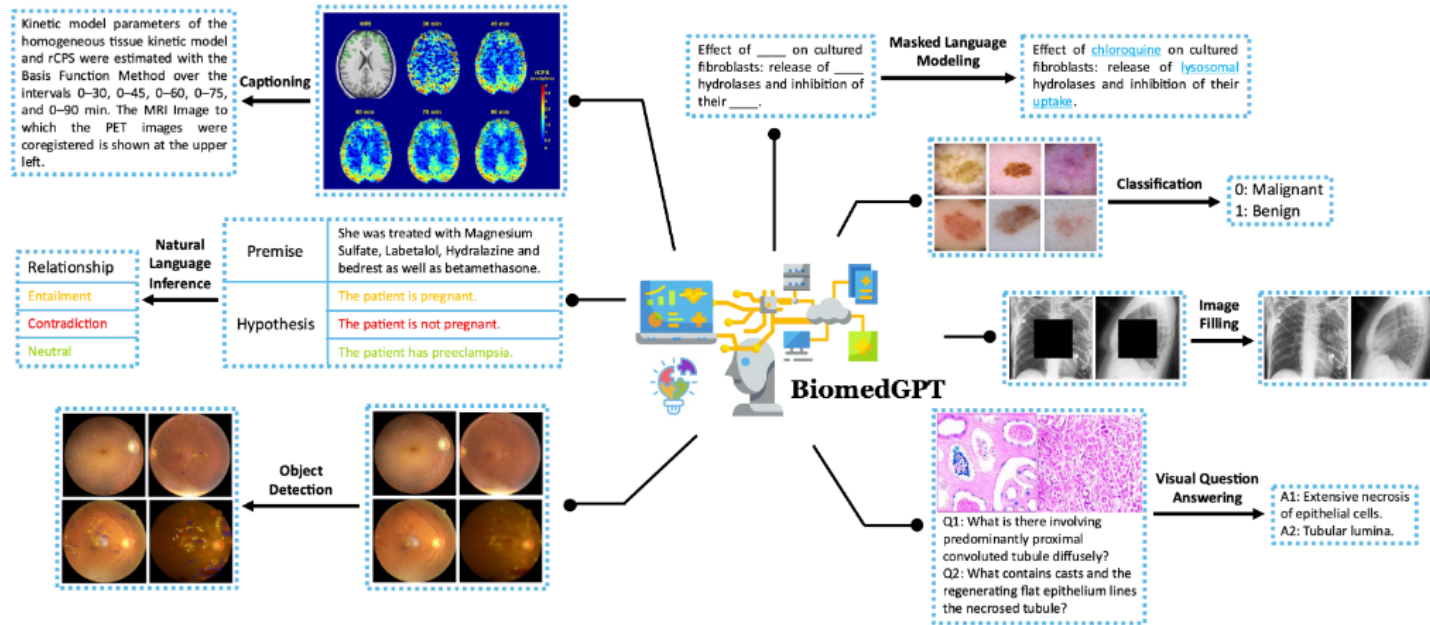 Kinetic model parameters of the
homogeneous tissue kinetic model
and rCPS were estimated with the
Basis Function Method over the
intervals 0–30, 0–45, 0–60, 0–75,
and 0–90 min. The MRI Image to
which the PET images were
coregistered is shown at the upper
left.
Captioning
MRI
30 min
45 min
60 min
75 min
90 min
rCPS
Effect of ____ on cultured
fibroblasts: release of ____
hydrolases and inhibition of
their ____.
Masked Language
Modeling
Effect of chloroquine on cultured
fibroblasts: release of lysosomal
hydrolases and inhibition of their
uptake.
Classification
0: Malignant
1: Benign
Relationship
Entailment
Contradiction
Neutral
Natural
Language
Inference
Premise
She was treated with Magnesium
Sulfate, Labetalol, Hydralazine and
bedrest as well as betamethasone.
Hypothesis
The patient is pregnant.
The patient is not pregnant.
The patient has preeclampsia.
BiomedGPT
Image
Filling
Object
Detection
Q1: What is there involving
predominantly proximal
convoluted tubule diffusely?
Q2: What contains casts and the
regenerating flat epithelium lines
the necrosed tubule?
Visual Question
Answering
A1: Extensive necrosis
of epithelial cells.
A2: Tubular lumina.